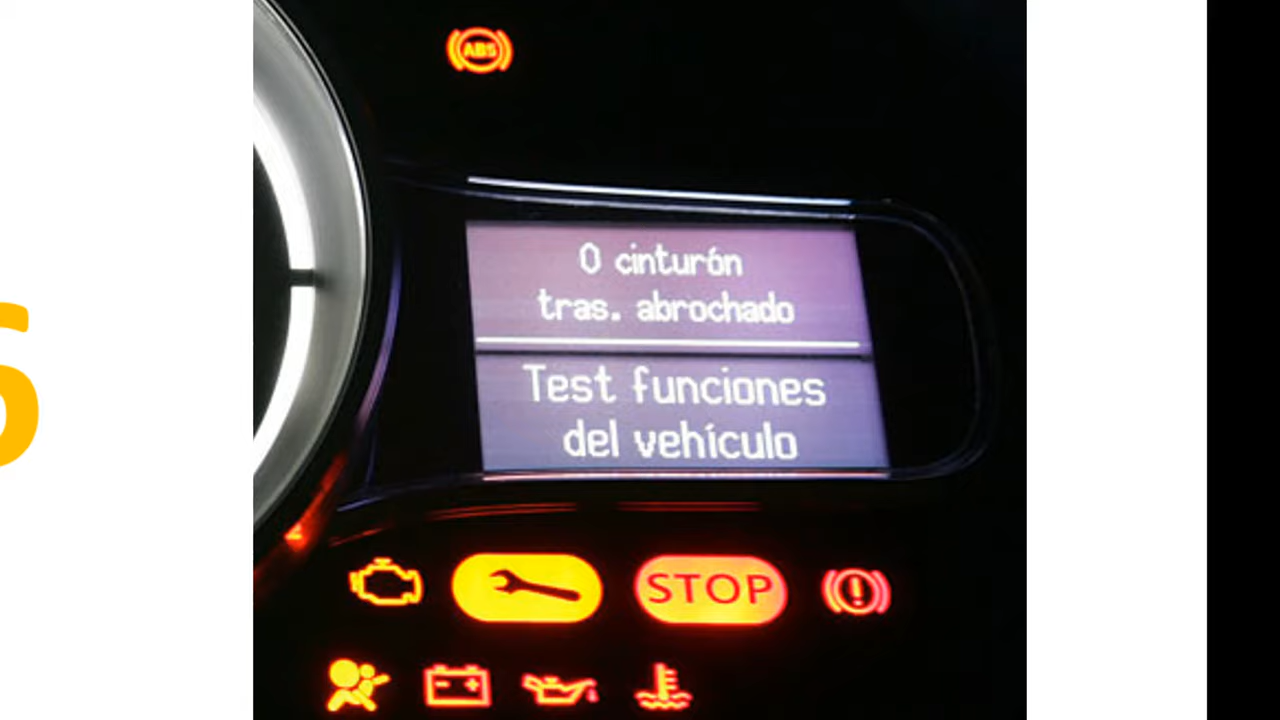 ABS
0 cinturón
tras. abrochado
Test funciones
del vehículo
STOP